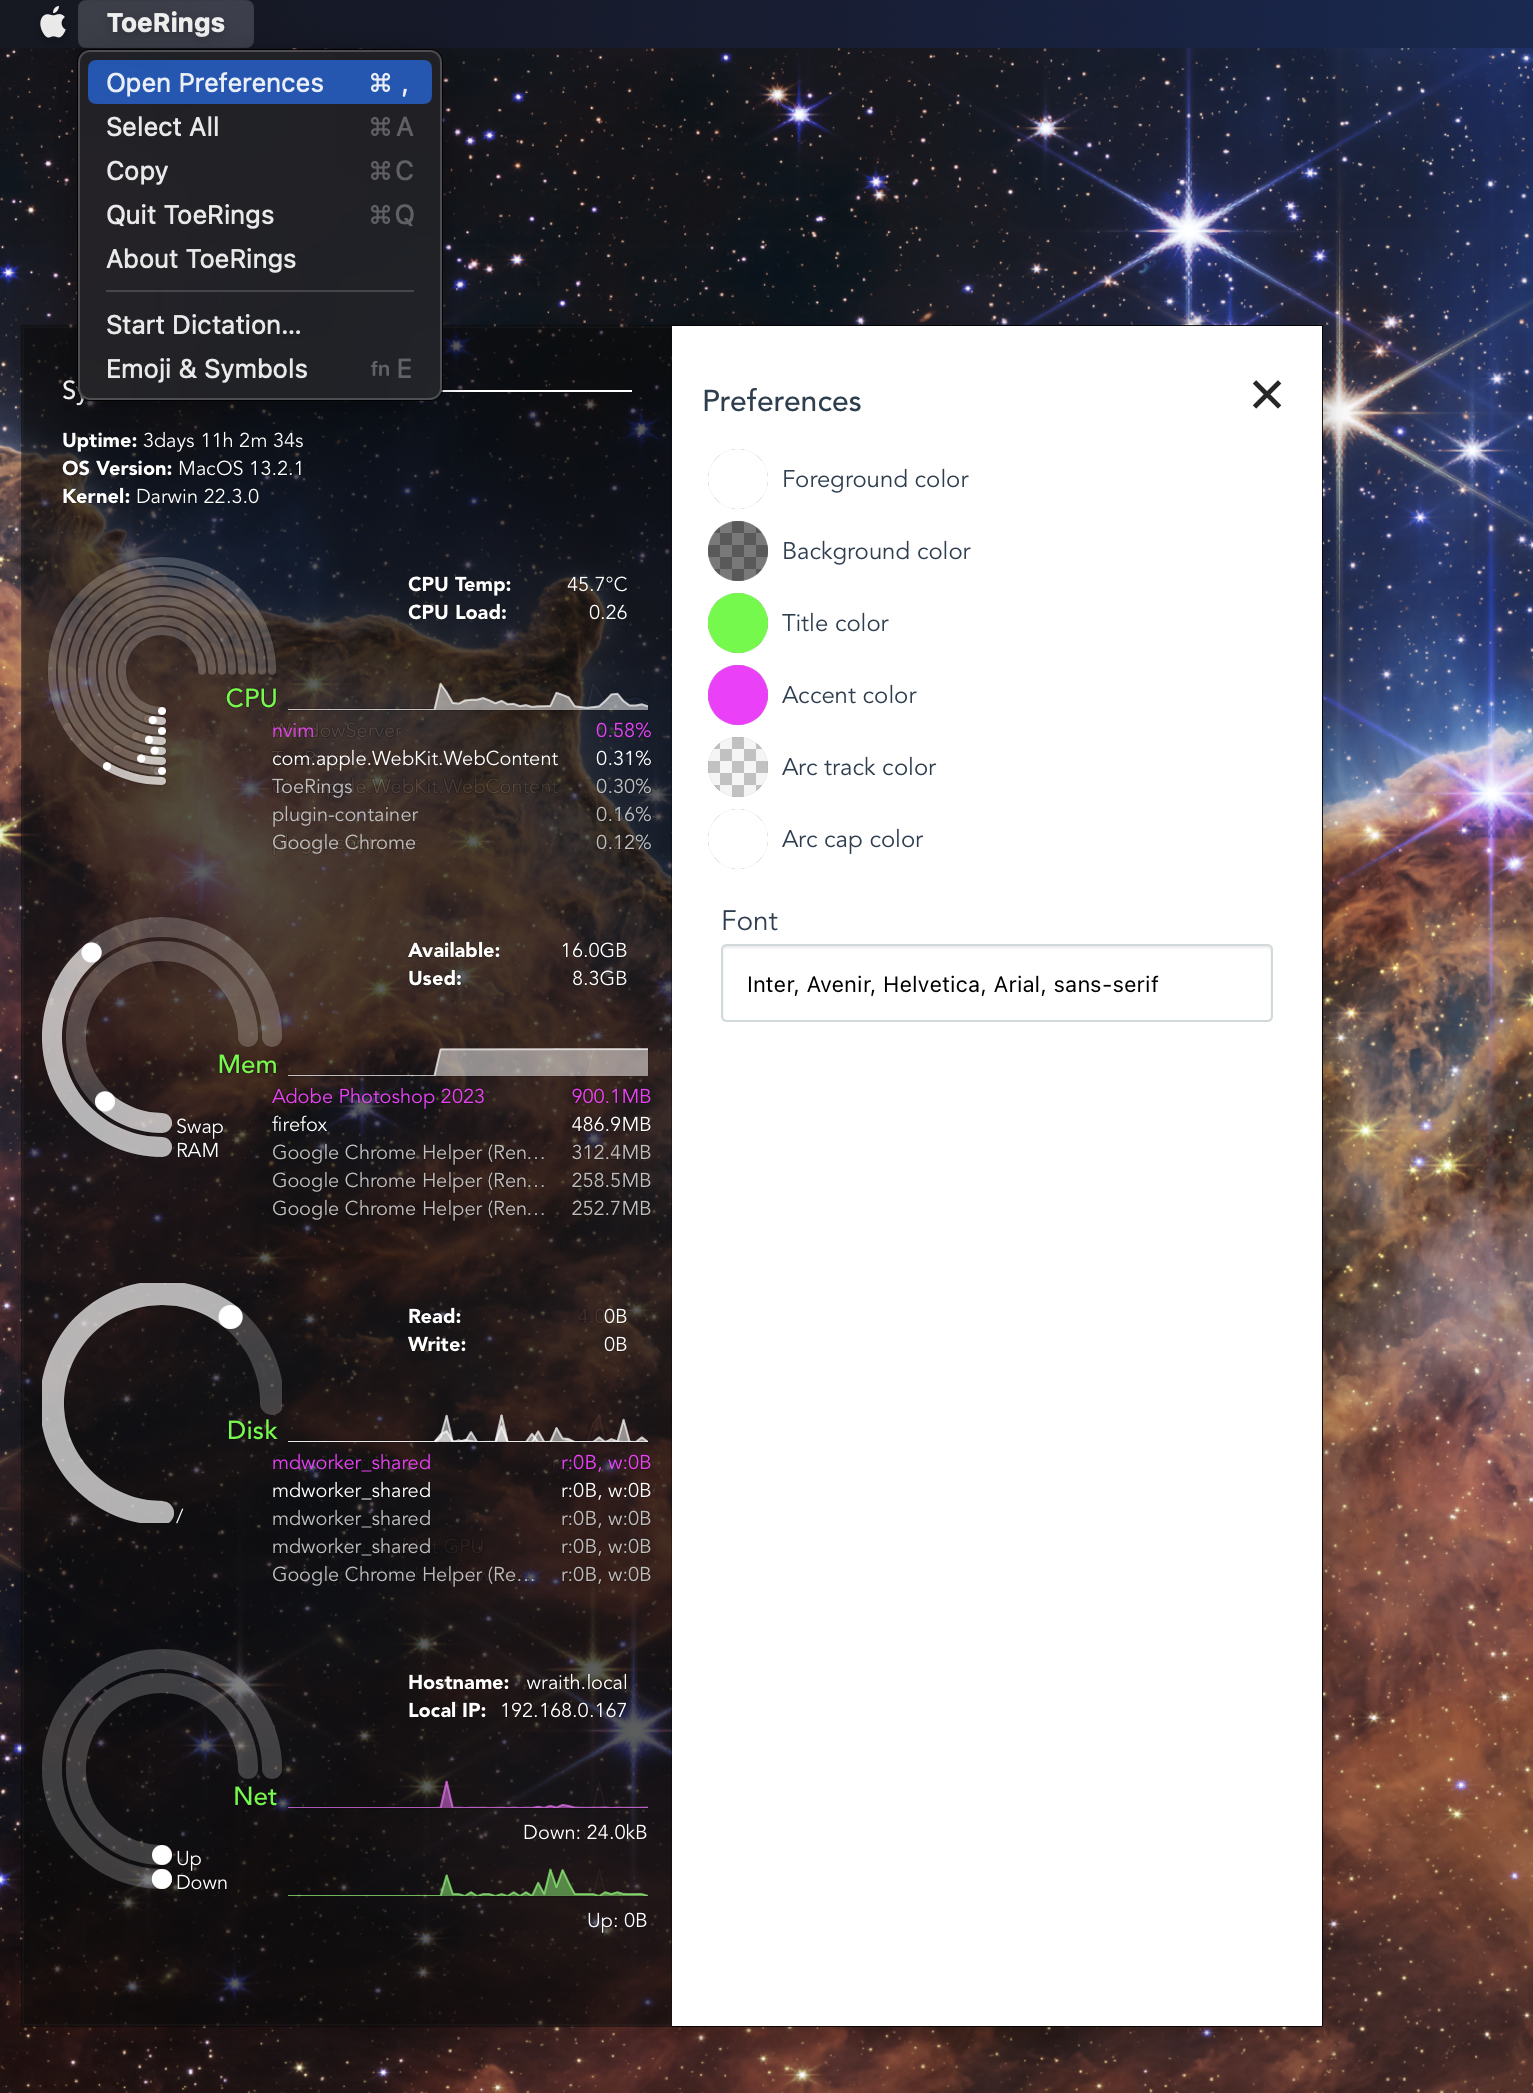 ToeRings
Open Preferences ⌘ ,
Select All ⌘ A
Copy ⌘ C
Quit ToeRings ⌘ Q
About ToeRings
Start Dictation...
Emoji & Symbols fn E
Uptime: 3days 11h 2m 34s
OS Version: MacOS 13.2.1
Kernel: Darwin 22.3.0
CPU Temp: 45.7°C
CPU Load: 0.26
CPU
nvim 0.58%
com.apple.WebKit.WebContent 0.31%
ToeRings 0.30%
plugin-container 0.16%
Google Chrome 0.12%
Available: 16.0GB
Used: 8.3GB
Mem
Adobe Photoshop 2023 900.1MB
firefox 486.9MB
Google Chrome Helper (Ren... 312.4MB
Google Chrome Helper (Ren... 258.5MB
Google Chrome Helper (Ren... 252.7MB
Swap
RAM
Read: 0B
Write: 0B
Disk
mdworker_shared r:0B, w:0B
mdworker_shared r:0B, w:0B
mdworker_shared r:0B, w:0B
mdworker_shared r:0B, w:0B
Google Chrome Helper (Re... r:0B, w:0B
/
Hostname: wraith.local
Local IP: 192.168.0.167
Net
Down: 24.0kB
Up
Down
Up: 0B
Preferences
Foreground color
Background color
Title color
Accent color
Arc track color
Arc cap color
Font
Inter, Avenir, Helvetica, Arial, sans-serif